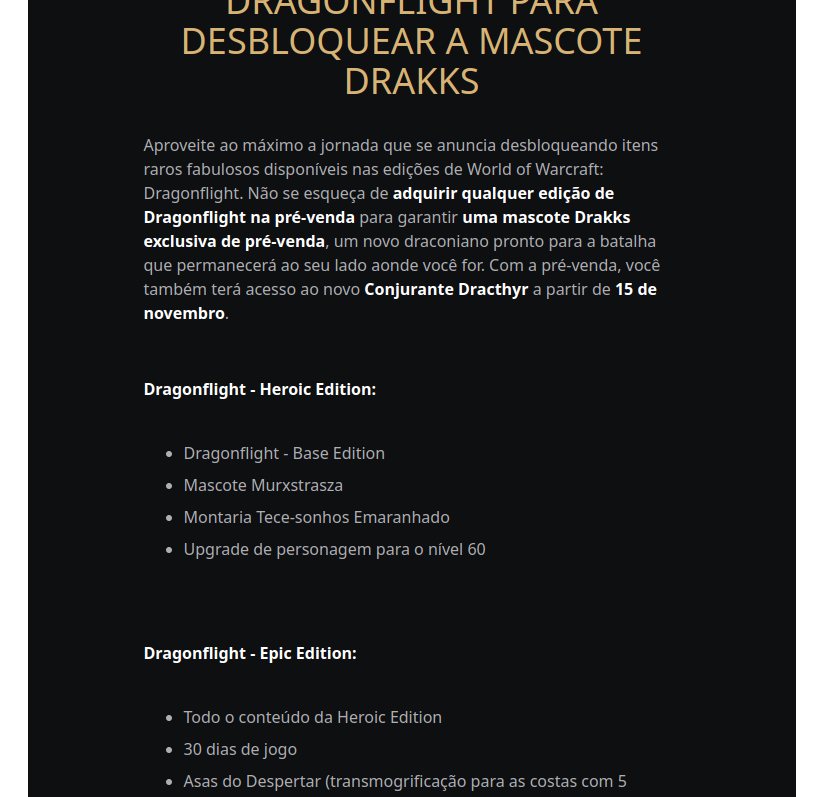 DRAGONFLIGHT PARA
DESBLOQUEAR A MASCOTE
DRAKKS
Aproveite ao máximo a jornada que se anuncia desbloqueando itens
raros fabulosos disponíveis nas edições de World of Warcraft:
Dragonflight. Não se esqueça de adquirir qualquer edição de
Dragonflight na pré-venda para garantir uma mascote Drakks
exclusiva de pré-venda, um novo draconiano pronto para a batalha
que permanecerá ao seu lado aonde você for. Com a pré-venda, você
também terá acesso ao novo Conjurante Dracthyr a partir de 15 de
novembro.
Dragonflight - Heroic Edition:
• Dragonflight - Base Edition
• Mascote Murxstrasza
• Montaria Tece-sonhos Emaranhado
• Upgrade de personagem para o nível 60
Dragonflight - Epic Edition:
• Todo o conteúdo da Heroic Edition
• 30 dias de jogo
• Asas do Despertar (transmogrificação para as costas com 5